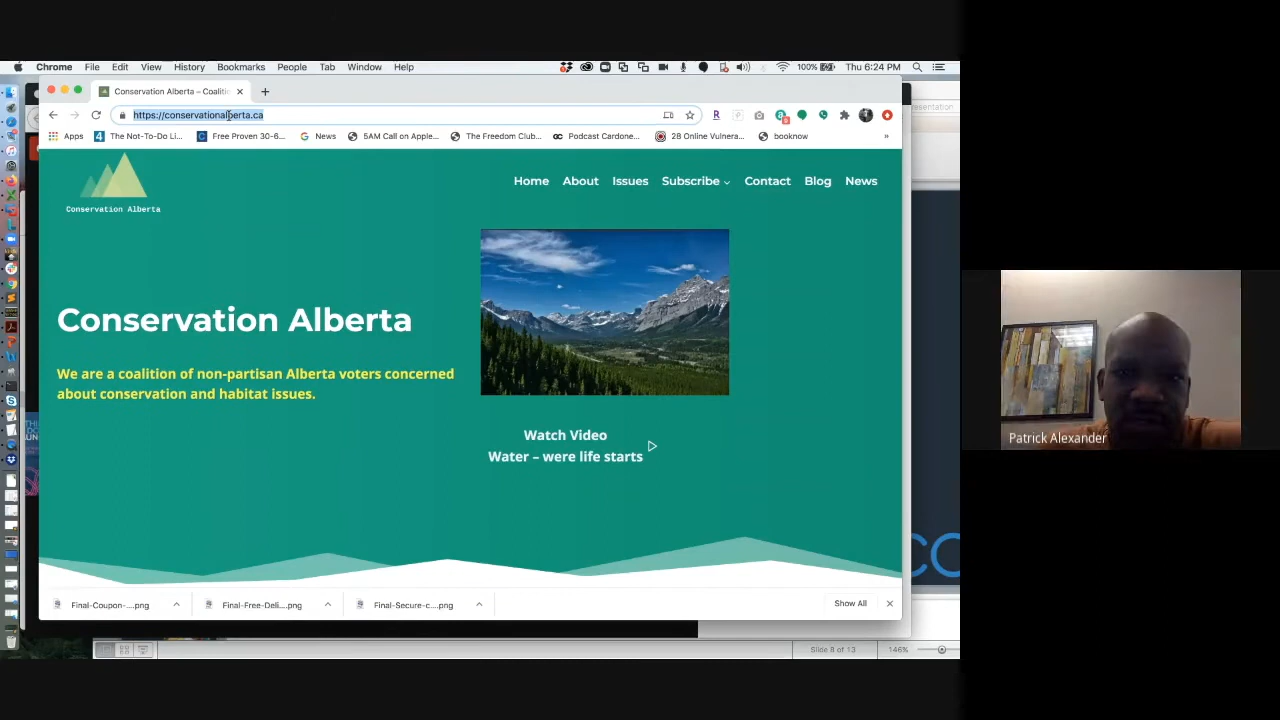 Chrome File Edit View History Bookmarks People Tab Window Help 100% Thu 6:24 PM
Conservation Alberta – Coaliti
https://conservationalberta.ca
Apps The Not-To-Do Li... Free Proven 30-6... News 5AM Call on Apple... The Freedom Club... Podcast Cardone... 28 Online Vulnera... booknow »
Conservation Alberta
Home About Issues Subscribe Contact Blog News
Conservation Alberta
We are a coalition of non-partisan Alberta voters concerned
about conservation and habitat issues.
Watch Video
Water – were life starts
Final-Coupon-....png Final-Free-Deli....png Final-Secure-c....png Show All
Slide 8 of 13 146%
CO
Patrick Alexander